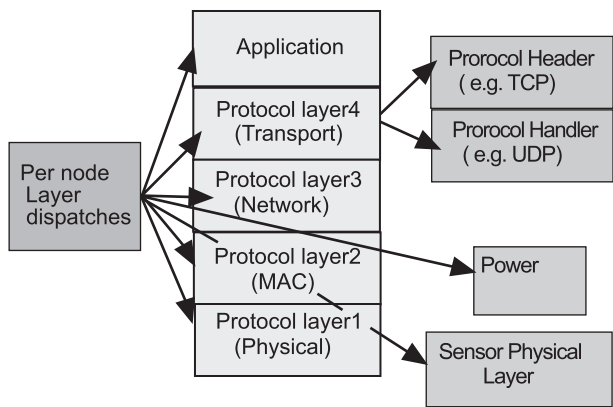 Per node
Layer
dispatches
Application
Protocol layer4
(Transport)
Protocol layer3
(Network)
Protocol layer2
(MAC)
Protocol layer1
(Physical)
Prorocol Header
( e.g. TCP)
Prorocol Handler
( e.g. UDP)
Power
Sensor Physical
Layer